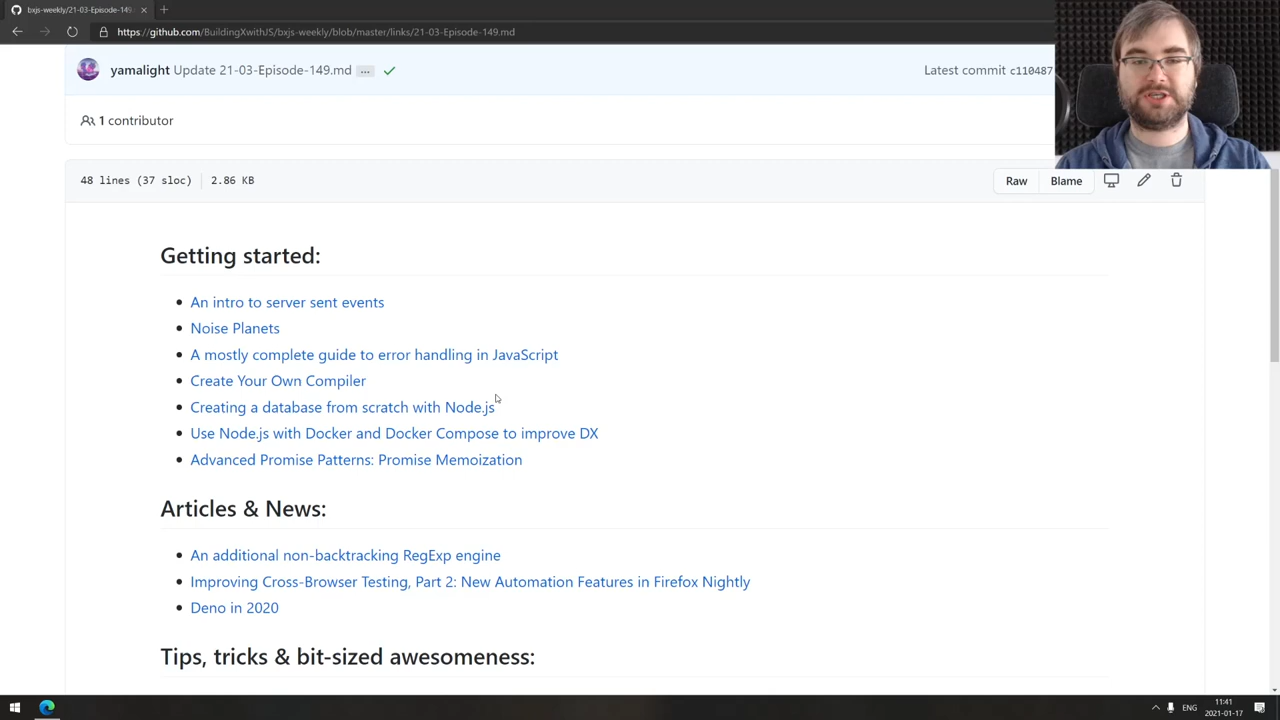 bxjs-weekly/21-03-Episode-149.
https://github.com/BuildingXwithJS/bxjs-weekly/blob/master/links/21-03-Episode-149.md
yamalight Update 21-03-Episode-149.md ...
Latest commit c110487
1 contributor
48 lines (37 sloc) 2.86 KB
Raw Blame
Getting started:
An intro to server sent events
Noise Planets
A mostly complete guide to error handling in JavaScript
Create Your Own Compiler
Creating a database from scratch with Node.js
Use Node.js with Docker and Docker Compose to improve DX
Advanced Promise Patterns: Promise Memoization
Articles & News:
An additional non-backtracking RegExp engine
Improving Cross-Browser Testing, Part 2: New Automation Features in Firefox Nightly
Deno in 2020
Tips, tricks & bit-sized awesomeness:
ENG
11:41
2021-01-17